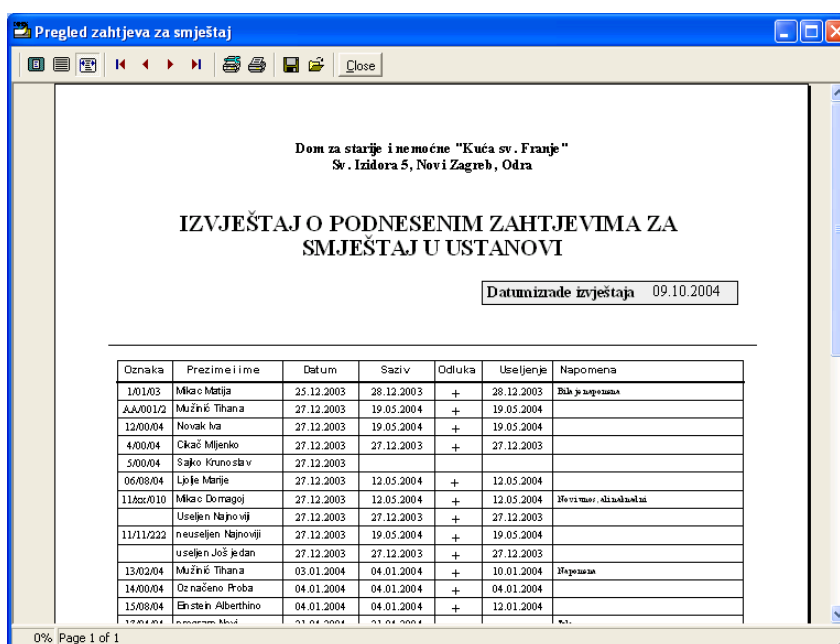 Pregled zahtjeva za smještaj
Close
Dom za starije i nemoćne "Kuća sv. Franje"
Sv. Izidora 5, Novi Zagreb, Odra
IZVJEŠTAJ O PODNESENIM ZAHTJEVIMA ZA
SMJEŠTAJ U USTANOVI
Datum izrade izvještaja 09.10.2004
Oznaka Prezime i ime Datum Saziv Odluka Useljenje Napomena
1/01/03 Mikac Matija 25.12.2003 28.12.2003 + 28.12.2003 Bila je napomena
AA/001/2 Mužinić Tihana 27.12.2003 19.05.2004 + 19.05.2004
12/00/04 Novak Iva 27.12.2003 19.05.2004 + 19.05.2004
4/00/04 Cikač Mljenko 27.12.2003 27.12.2003 + 27.12.2003
5/00/04 Sajko Krunoslav 27.12.2003
06/08/04 Ljolje Marije 27.12.2003 12.05.2004 + 12.05.2004
11/xx/010 Mikac Domagoj 27.12.2003 12.05.2004 + 12.05.2004 Novi unos, ali naknadni
Useljen Najnoviji 27.12.2003 27.12.2003 + 27.12.2003
11/11/222 neuseljen Najnoviji 27.12.2003 19.05.2004 + 19.05.2004
useljen Još jedan 27.12.2003 27.12.2003 + 27.12.2003
13/02/04 Mužinić Tihana 03.01.2004 04.01.2004 + 10.01.2004 Napomena
14/00/04 Označeno Proba 04.01.2004 04.01.2004 + 04.01.2004
15/08/04 Einstein Alberthino 04.01.2004 04.01.2004 + 12.01.2004
0% Page 1 of 1